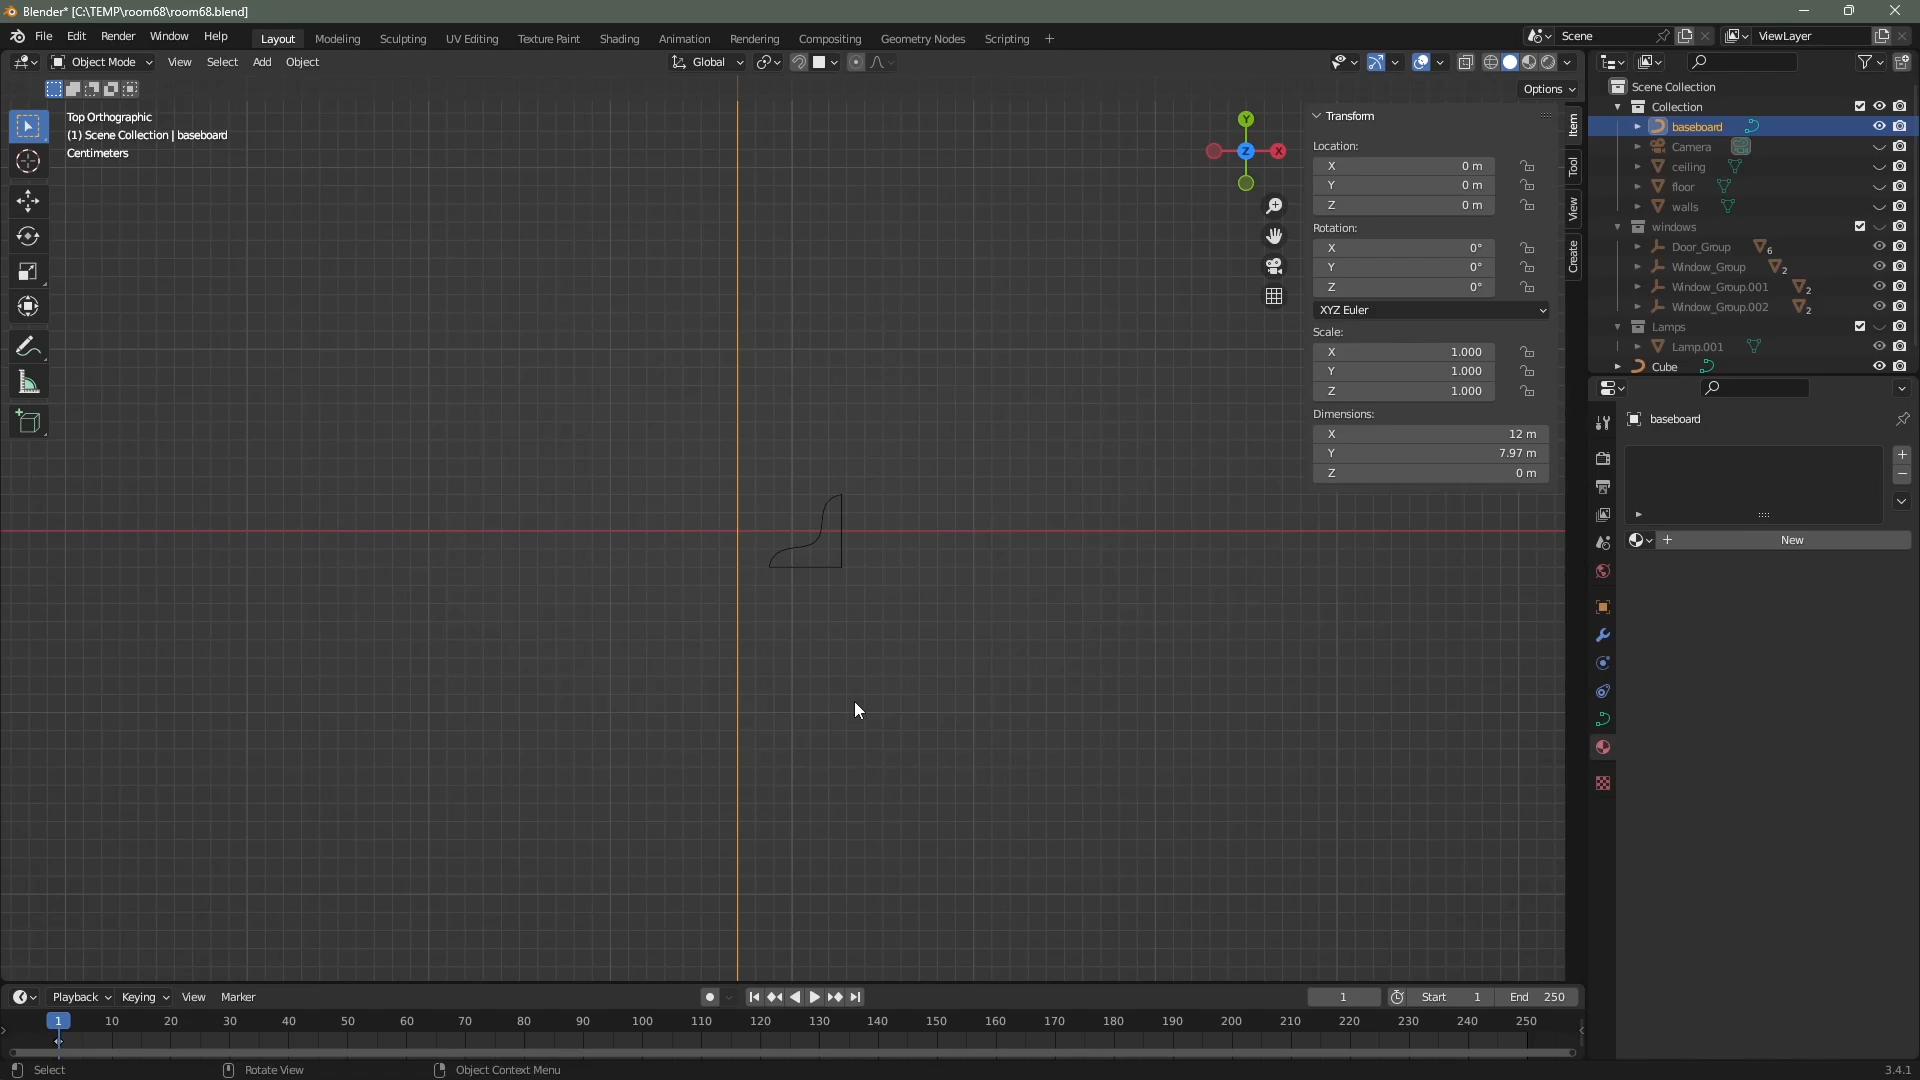 Blender* [C:\TEMP\room68\room68.blend]
File Edit Render Window Help Layout Modeling Sculpting UV Editing Texture Paint Shading Animation Rendering Compositing Geometry Nodes Scripting + Scene ViewLayer
Object Mode View Select Add Object Global
Options
Top Orthographic
(1) Scene Collection | baseboard
Centimeters
Y
X
Z
Transform
Location:
X 0 m
Y 0 m
Z 0 m
Rotation:
X 0°
Y 0°
Z 0°
XYZ Euler
Scale:
X 1.000
Y 1.000
Z 1.000
Dimensions:
X 12 m
Y 7.97 m
Z 0 m
Item
Tool
View
Create
Scene Collection
Collection
baseboard
Camera
ceiling
floor
walls
windows
Door_Group 6
Window_Group 2
Window_Group.001 2
Window_Group.002 2
Lamps
Lamp.001
Cube
baseboard
+ New
Playback Keying View Marker 1 Start 1 End 250
1 10 20 30 40 50 60 70 80 90 100 110 120 130 140 150 160 170 180 190 200 210 220 230 240 250
Select Rotate View Object Context Menu 3.4.1